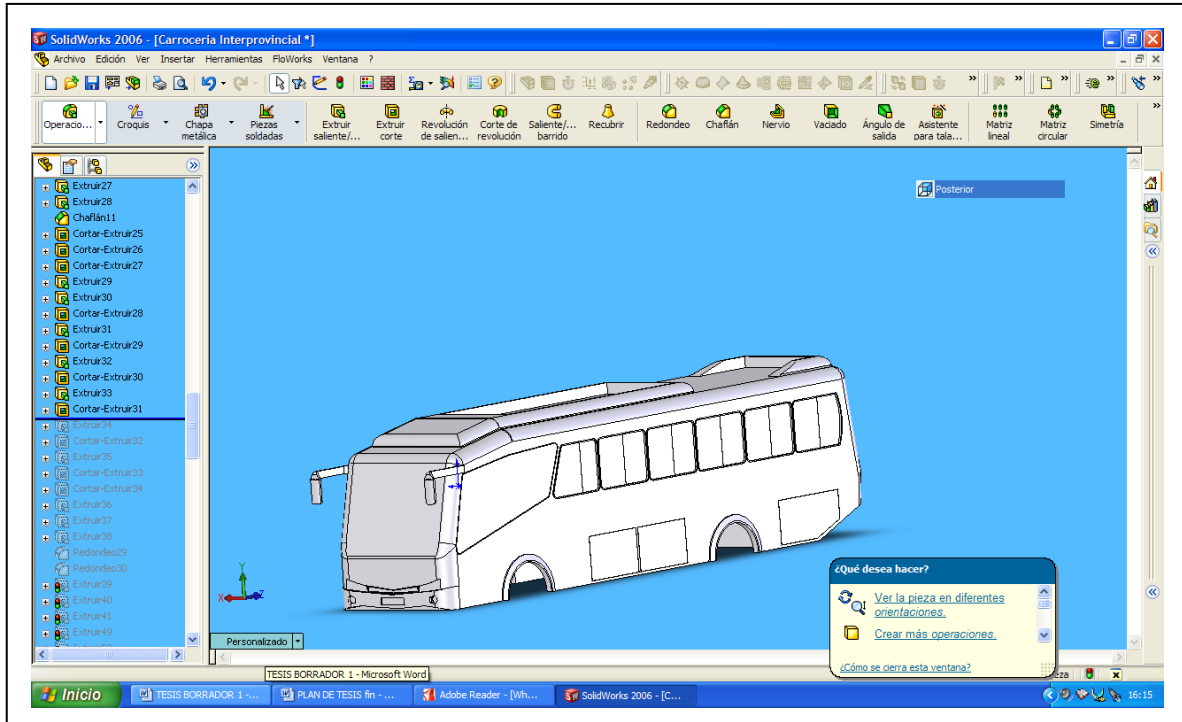 SolidWorks 2006 - [Carroceria Interprovincial *]
Archivo Edición Ver Insertar Herramientas FloWorks Ventana ?
Operacio... Croquis Chapa metálica Piezas soldadas Extruir saliente/... Extruir corte Revolución de salien... Corte de revolución Saliente/... barrido Recubrir Redondeo Chaflán Nervio Vaciado Ángulo de salida Asistente para tala... Matriz lineal Matriz circular Simetría
Extruir27
Extruir28
Chaflán11
Cortar-Extruir25
Cortar-Extruir26
Cortar-Extruir27
Extruir29
Extruir30
Cortar-Extruir28
Extruir31
Cortar-Extruir29
Extruir32
Cortar-Extruir30
Extruir33
Cortar-Extruir31
Extruir34
Cortar-Extruir32
Extruir35
Cortar-Extruir33
Cortar-Extruir34
Extruir36
Extruir37
Extruir38
Redondeo29
Redondeo30
Extruir39
Extruir40
Extruir41
Extruir49
Posterior
Y
X Z
Personalizado
¿Qué desea hacer?
Ver la pieza en diferentes
orientaciones.
Crear más operaciones.
¿Cómo se cierra esta ventana?
TESIS BORRADOR 1 - Microsoft Word
eza
Inicio TESIS BORRADOR 1 -... PLAN DE TESIS fin - ... Adobe Reader - [Wh... SolidWorks 2006 - [C... 16:15